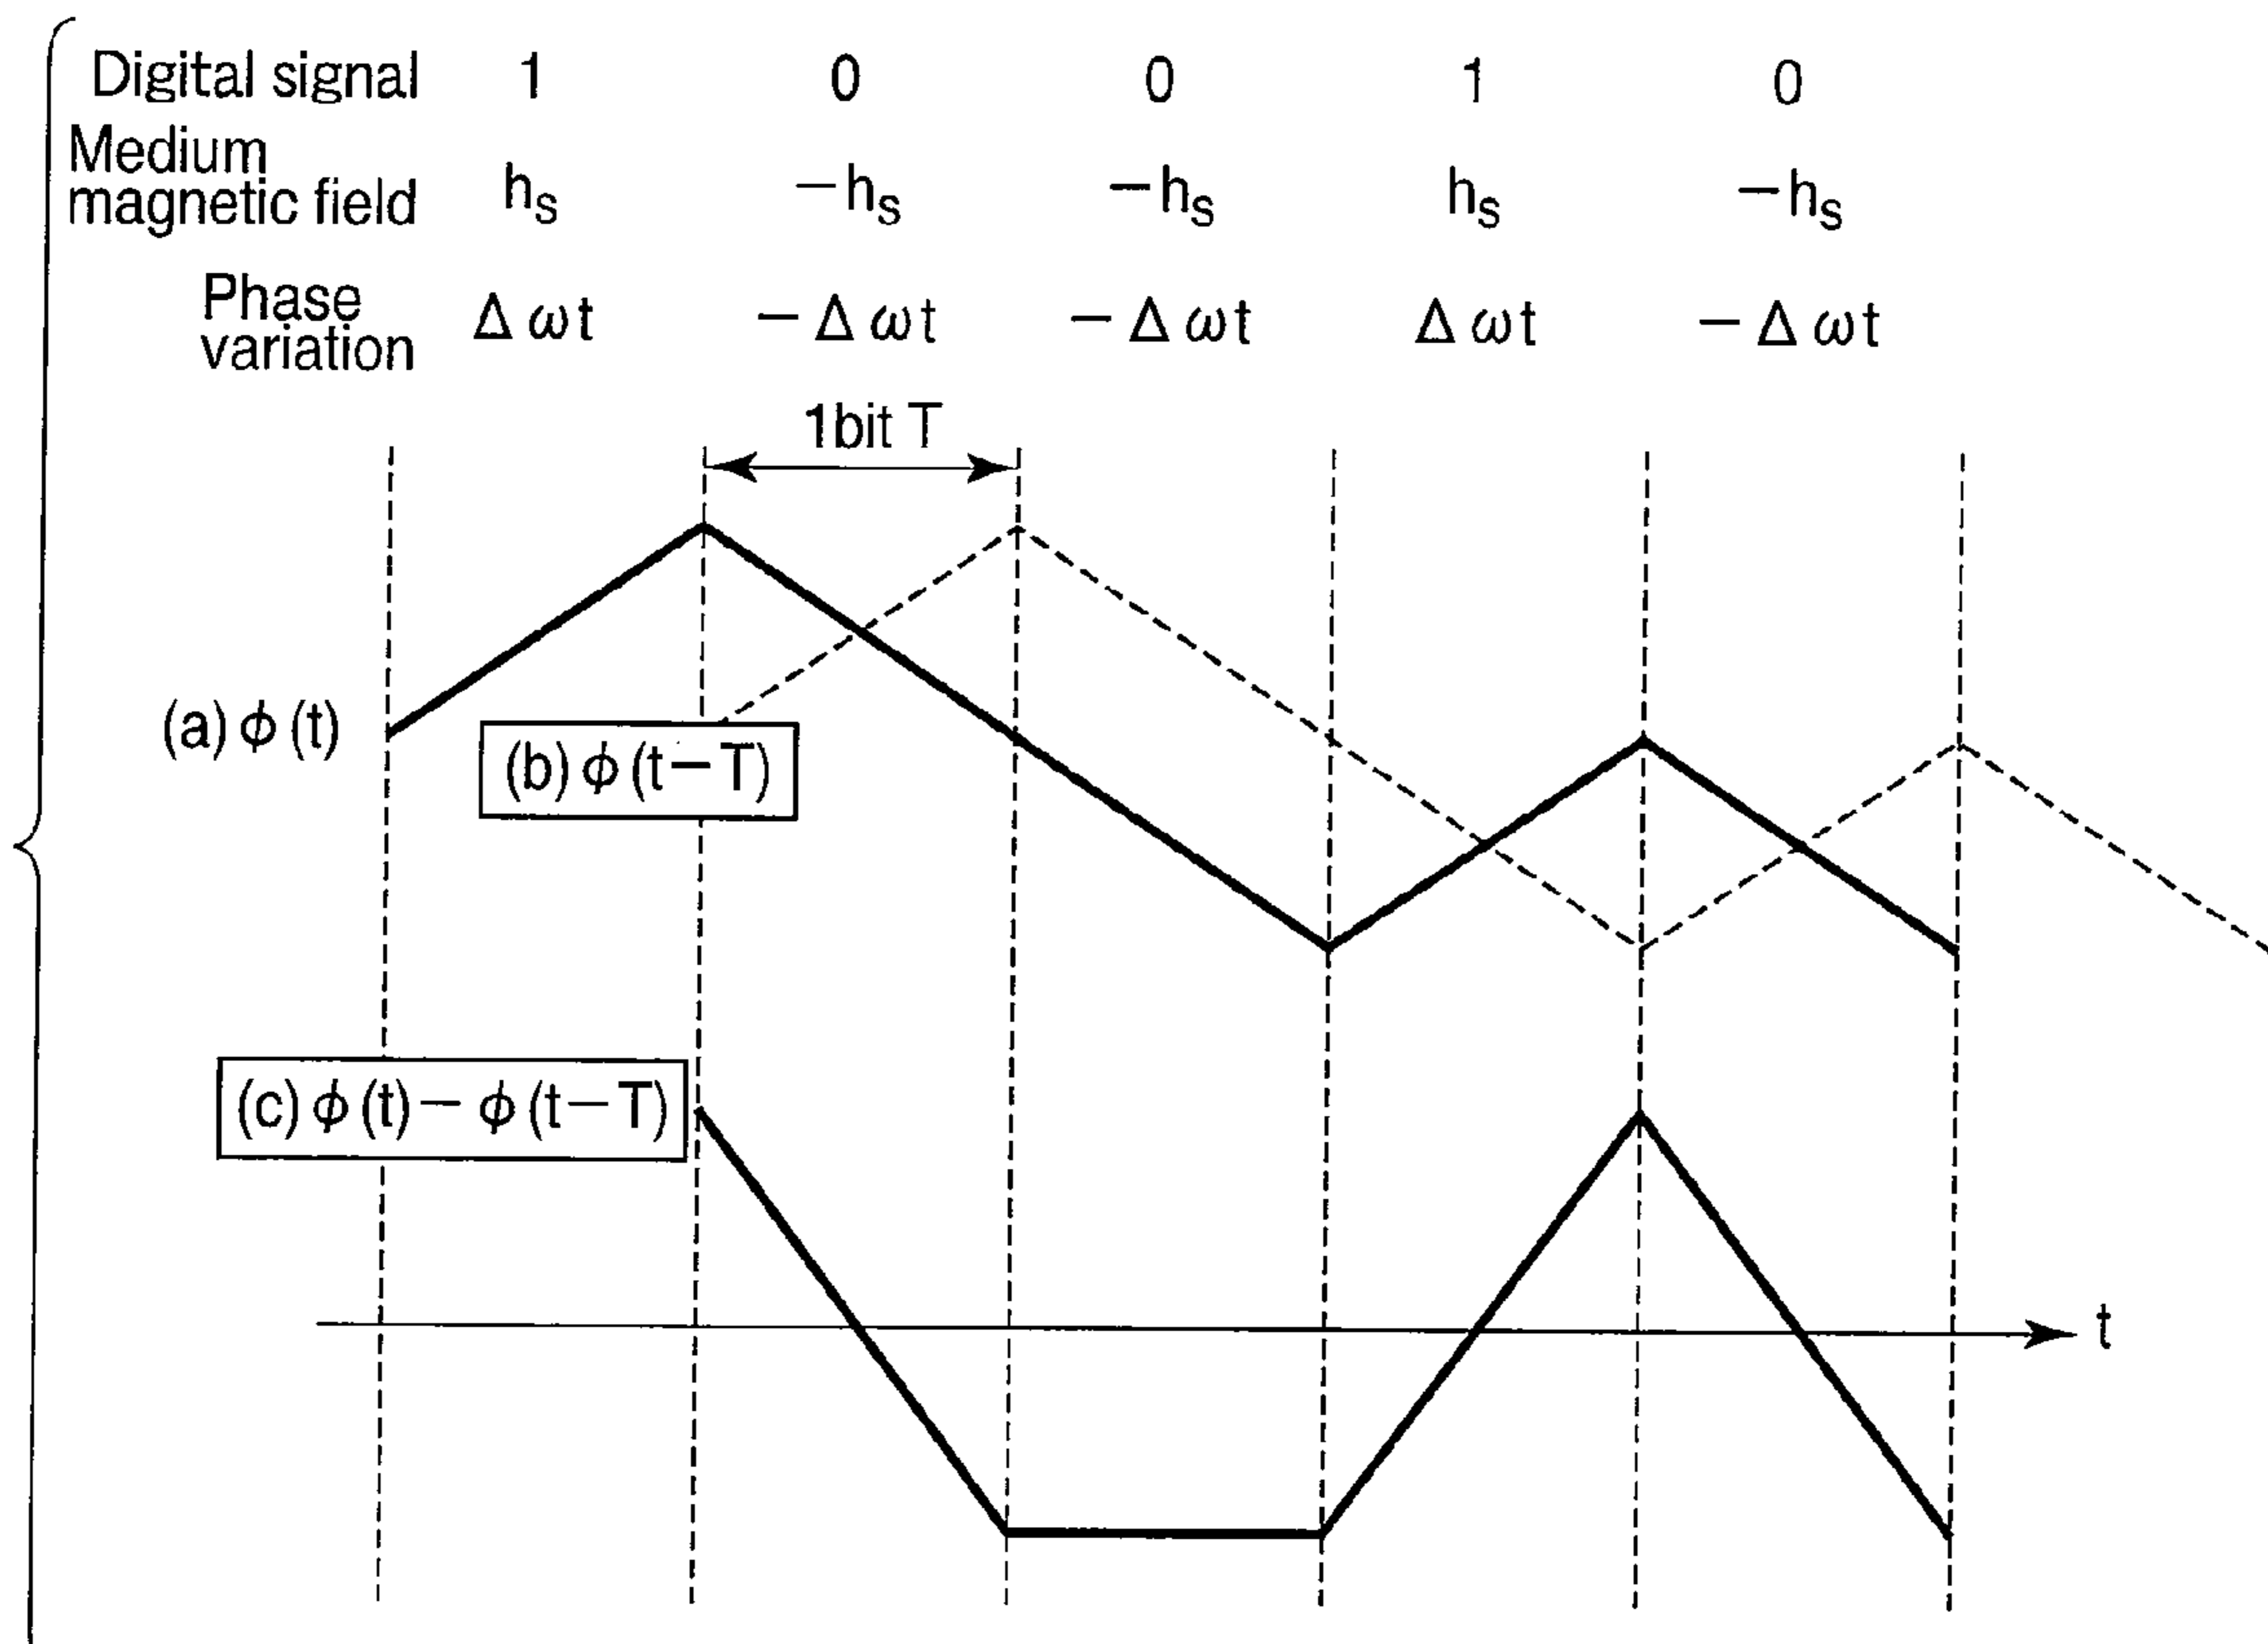 Digital signal 1 0 0 1 0
Medium
magnetic field hs −hs −hs hs −hs
Phase
variation Δωt −Δωt −Δωt Δωt −Δωt
1bit T
(a) ϕ (t)
(b) ϕ (t−T)
(c) ϕ (t) − ϕ (t−T)
t